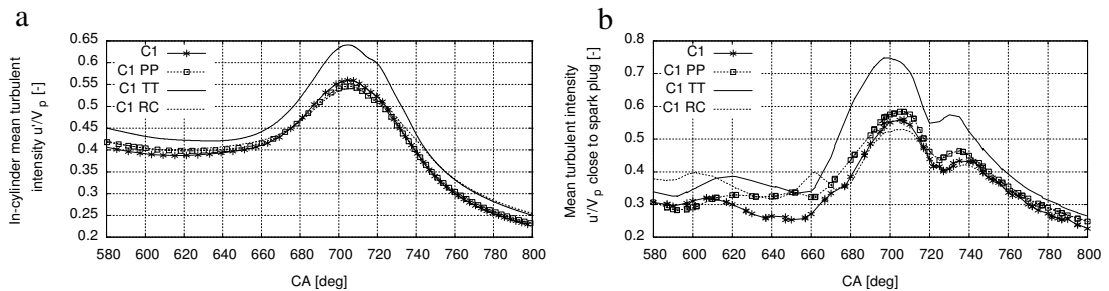 a
In-cylinder mean turbulent
intensity u'/Vp [-]
0.65
0.6
0.55
0.5
0.45
0.4
0.35
0.3
0.25
0.2
C1
C1 PP
C1 TT
C1 RC
580 600 620 640 660 680 700 720 740 760 780 800
CA [deg]
b
Mean turbulent intensity
u'/Vp close to spark plug [-]
0.8
0.7
0.6
0.5
0.4
0.3
0.2
C1
C1 PP
C1 TT
C1 RC
580 600 620 640 660 680 700 720 740 760 780 800
CA [deg]